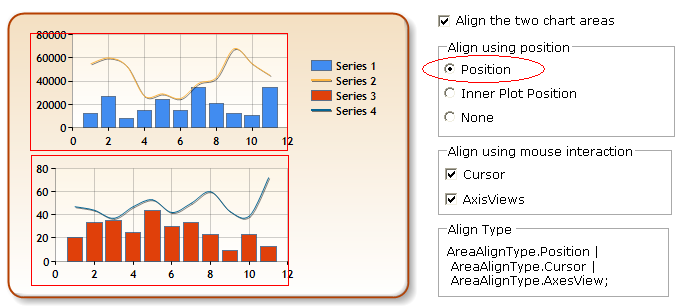 80000
60000
40000
20000
0
0 2 4 6 8 10 12
Series 1
Series 2
Series 3
Series 4
80
60
40
20
0
0 2 4 6 8 10 12
Align the two chart areas
Align using position
Position
Inner Plot Position
None
Align using mouse interaction
Cursor
AxisViews
Align Type
AreaAlignType.Position |
AreaAlignType.Cursor |
AreaAlignType.AxesView;